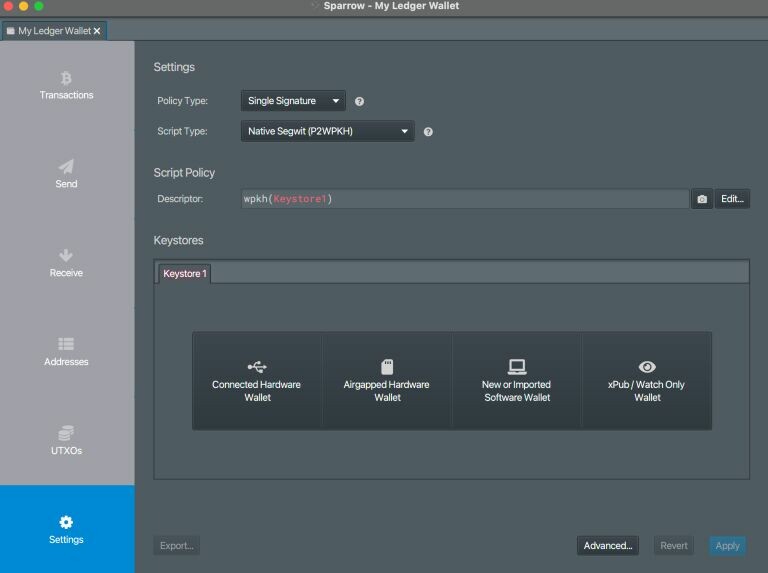 Sparrow - My Ledger Wallet
My Ledger Wallet
Transactions
Send
Receive
Addresses
UTXOs
Settings
Settings
Policy Type: Single Signature
Script Type: Native Segwit (P2WPKH)
Script Policy
Descriptor: wpkh(Keystore1) Edit...
Keystores
Keystore 1
Connected Hardware
Wallet
Airgapped Hardware
Wallet
New or Imported
Software Wallet
xPub / Watch Only
Wallet
Export... Advanced... Revert Apply